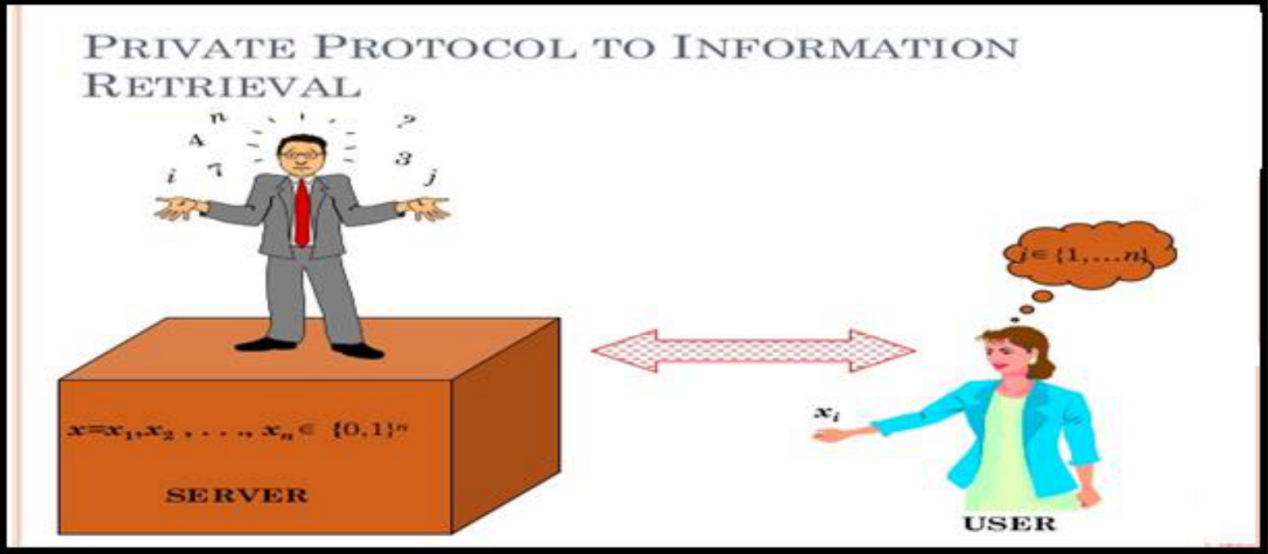 PRIVATE PROTOCOL TO INFORMATION
RETRIEVAL
n
?
4
3
i
7
j
i∈{1,…n}
x=x₁,x₂ , . . ., xₙ∈ {0,1}ⁿ
xᵢ
SERVER
USER